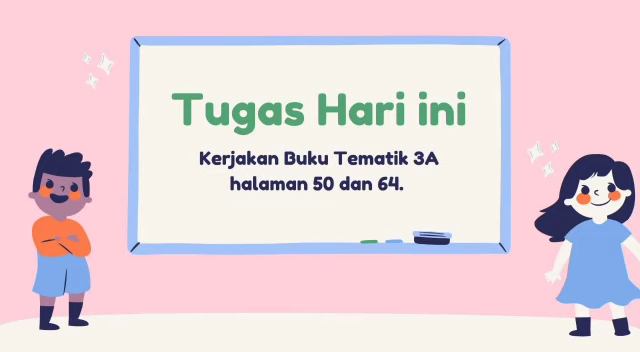 Tugas Hari ini
Kerjakan Buku Tematik 3A
halaman 50 dan 64.